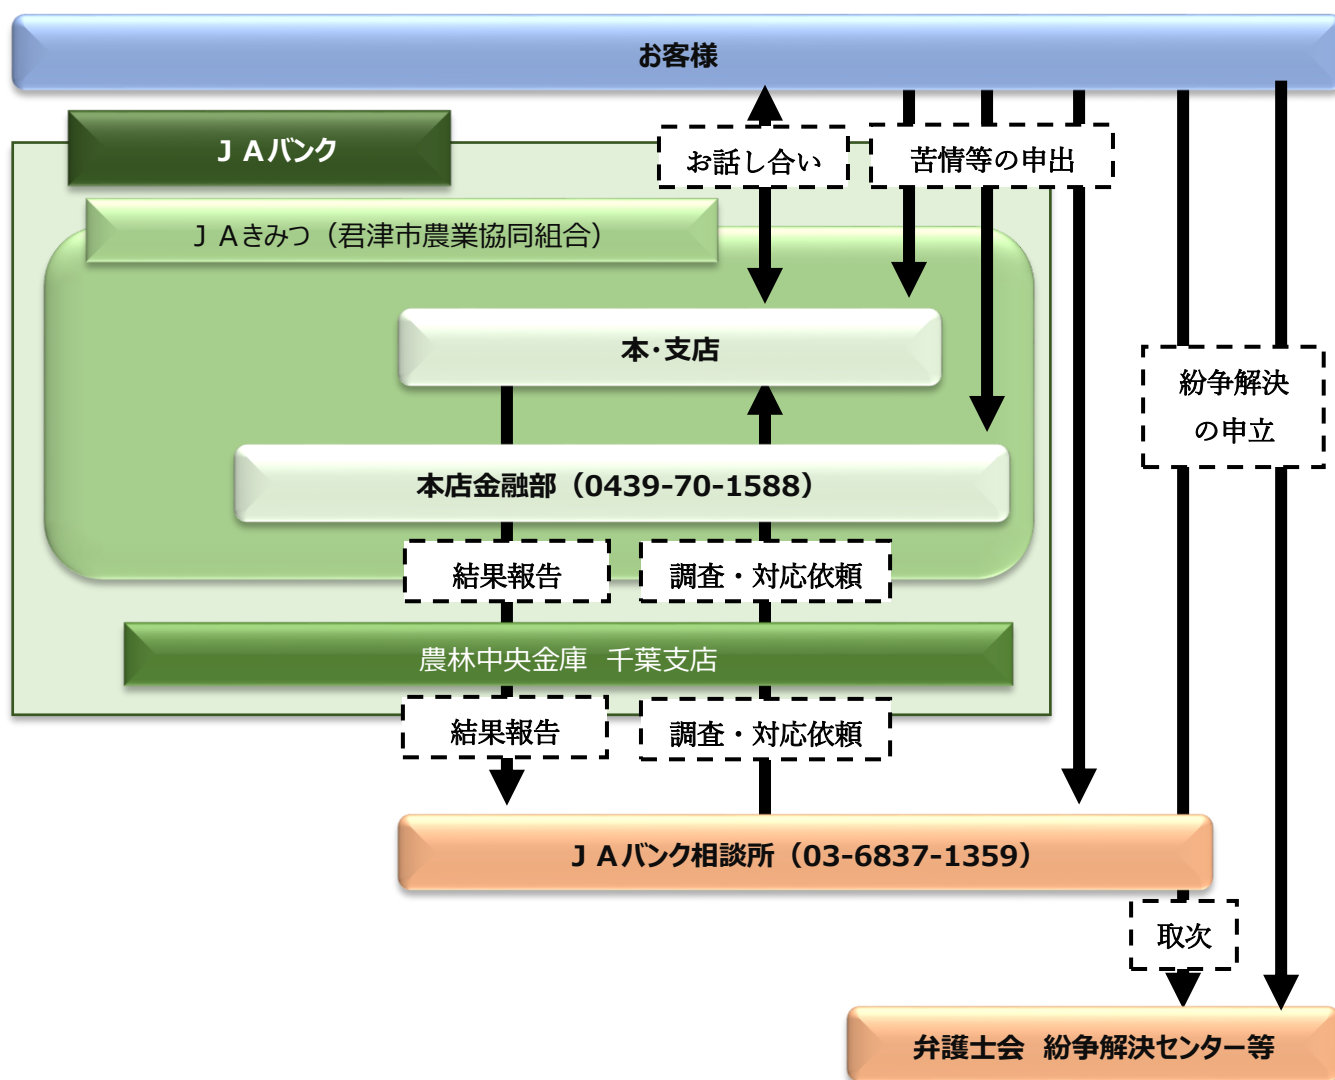 お客様
ＪＡバンク
お話し合い
苦情等の申出
ＪＡきみつ（君津市農業協同組合）
本・支店
紛争解決
の申立
本店金融部（0439-70-1588）
結果報告
調査・対応依頼
農林中央金庫　千葉支店
結果報告
調査・対応依頼
ＪＡバンク相談所（03-6837-1359）
取次
弁護士会　紛争解決センター等